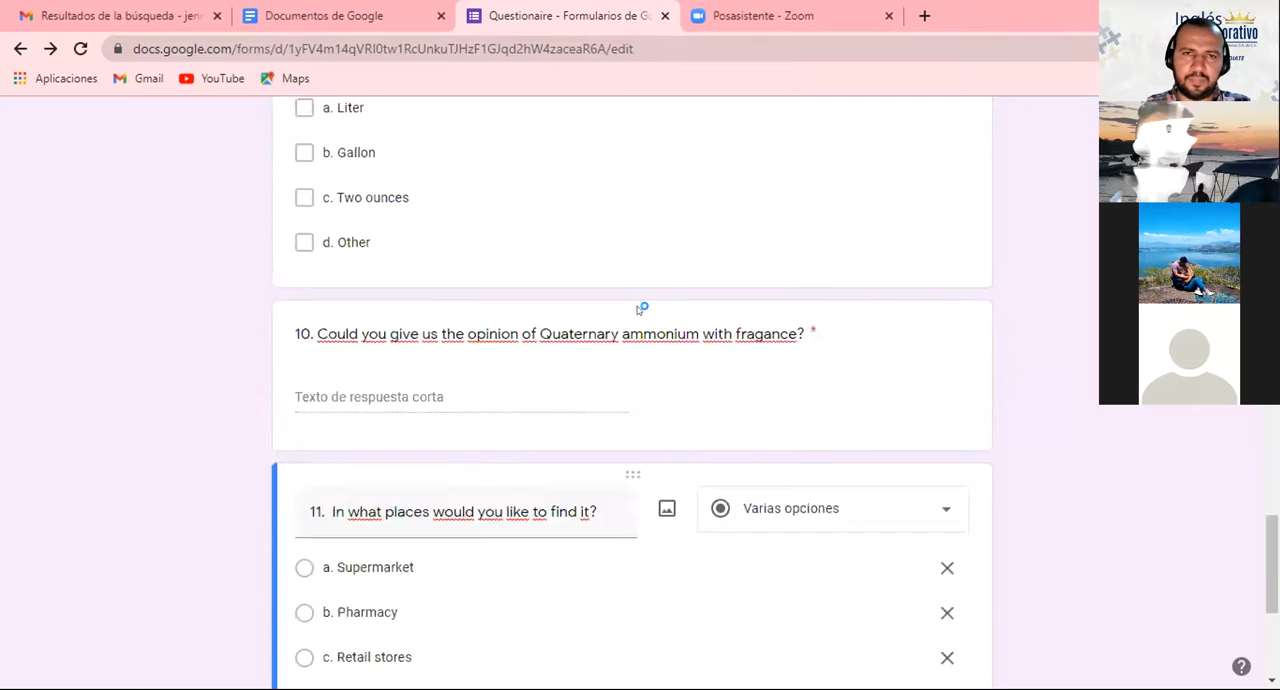 Resultados de la búsqueda - jenn
Documentos de Google
Questionaire - Formularios de Go
Posasistente - Zoom
docs.google.com/forms/d/1yFV4m14qVRl0tw1RcUnkuTJHzF1GJqd2hW4zaceaR6A/edit
Aplicaciones
Gmail
YouTube
Maps
a. Liter
b. Gallon
c. Two ounces
d. Other
10. Could you give us the opinion of Quaternary ammonium with fragance? *
Texto de respuesta corta
11. In what places would you like to find it?
Varias opciones
a. Supermarket
b. Pharmacy
c. Retail stores
Inglés
orativo